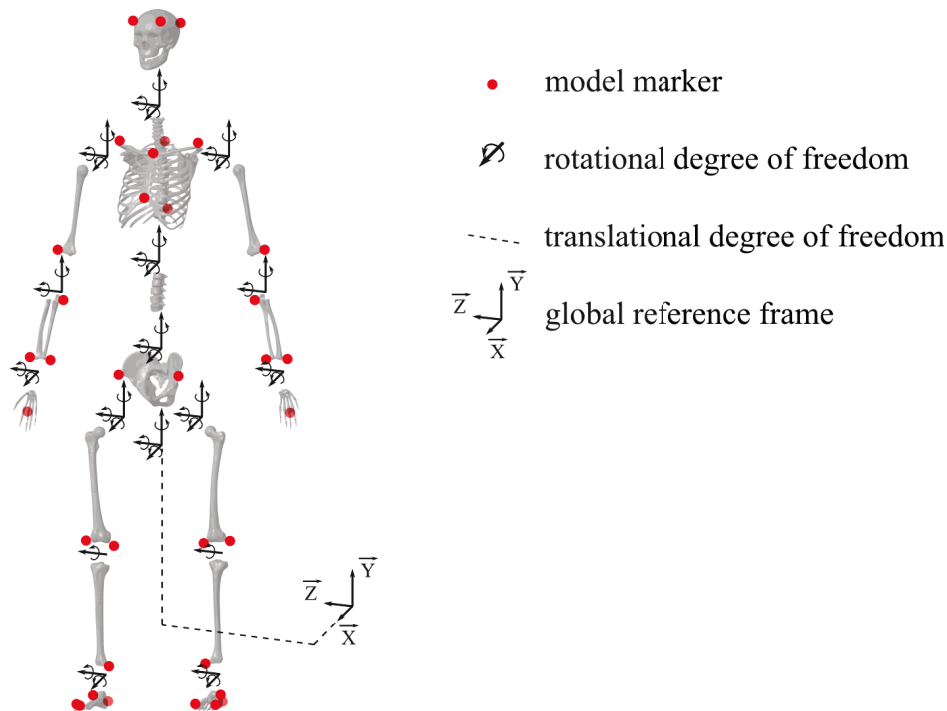 model marker
rotational degree of freedom
translational degree of freedom
Y
Z
X
global reference frame
Y
Z
X